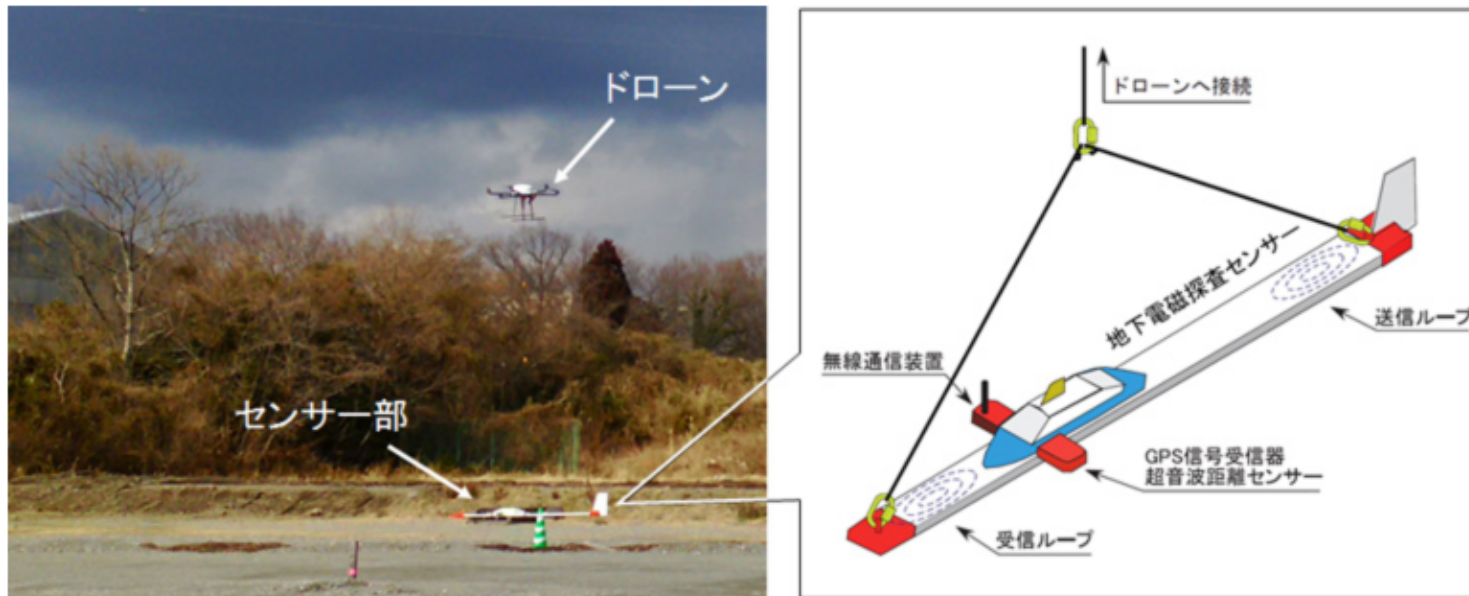 ドローン
センサー部
ドローンへ接続
地下電磁探査センサー
送信ループ
無線通信装置
GPS信号受信器
超音波距離センサー
受信ループ